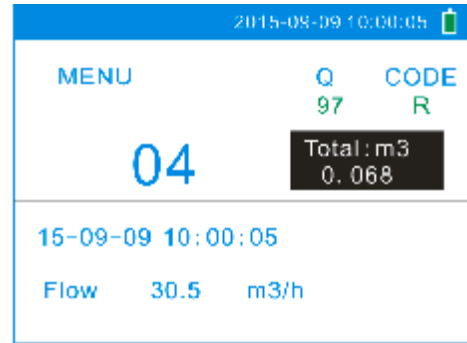 2015-09-09 10:00:05
MENU Q CODE
97 R
04
Total:m3
0.068
15-09-09 10:00:05
Flow 30.5 m3/h